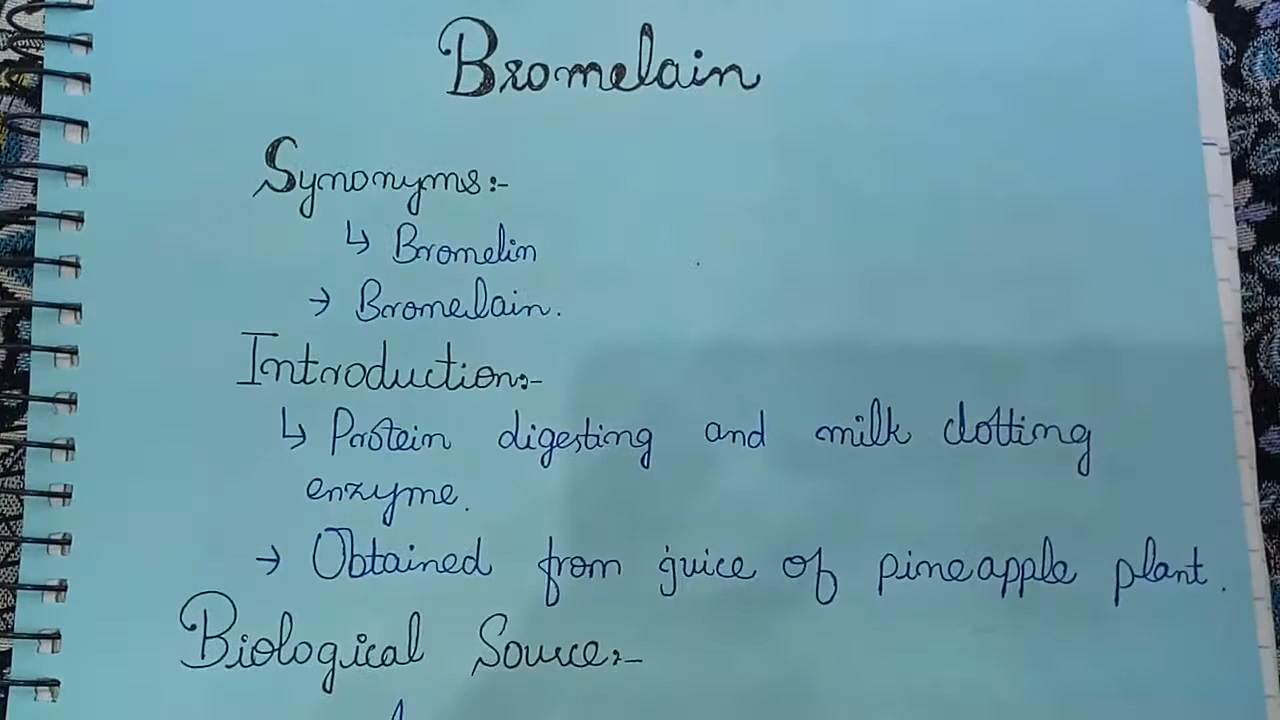 Bromelain
Synonyms:-
↳ Bromelin
→ Bromelain.
Introduction:-
↳ Protein digesting and milk clotting
enzyme.
→ Obtained from juice of pineapple plant.
Biological Source:-